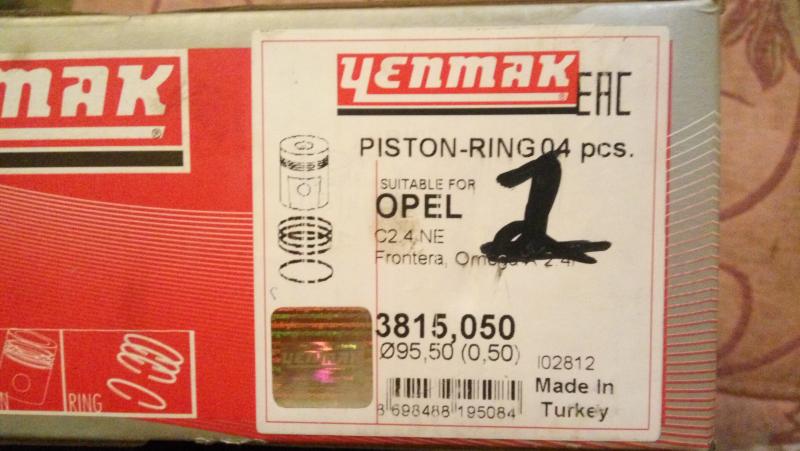 MAK
YENMAK
EAC
PISTON-RING 04 pcs.
1
SUITABLE FOR
OPEL
C2.4 NE
Frontera, Omega A 2.4i
3815,050
Ø95,50 (0,50)
I02812
YENMAK
Made In
Turkey
8 698488 195084
N
RING